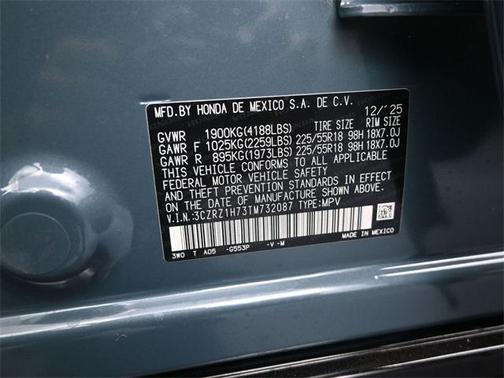 MFD.BY HONDA DE MEXICO S.A. DE C.V. 12/'25
GVWR 1900KG(4188LBS) TIRE SIZE RIM SIZE
GAWR F 1025KG(2259LBS) 225/55R18 98H 18X7.0J
GAWR R 895KG(1973LBS) 225/55R18 98H 18X7.0J
THIS VEHICLE CONFORMS TO ALL APPLICABLE
FEDERAL MOTOR VEHICLE SAFETY
AND THEFT PREVENTION STANDARDS IN EFFECT
ON THE DATE OF MANUFACTURE SHOWN ABOVE.
V.I.N.:3CZRZ1H73TM732087 TYPE:MPV
3W0 T A05 -G553P -V-M MADE IN MEXICO